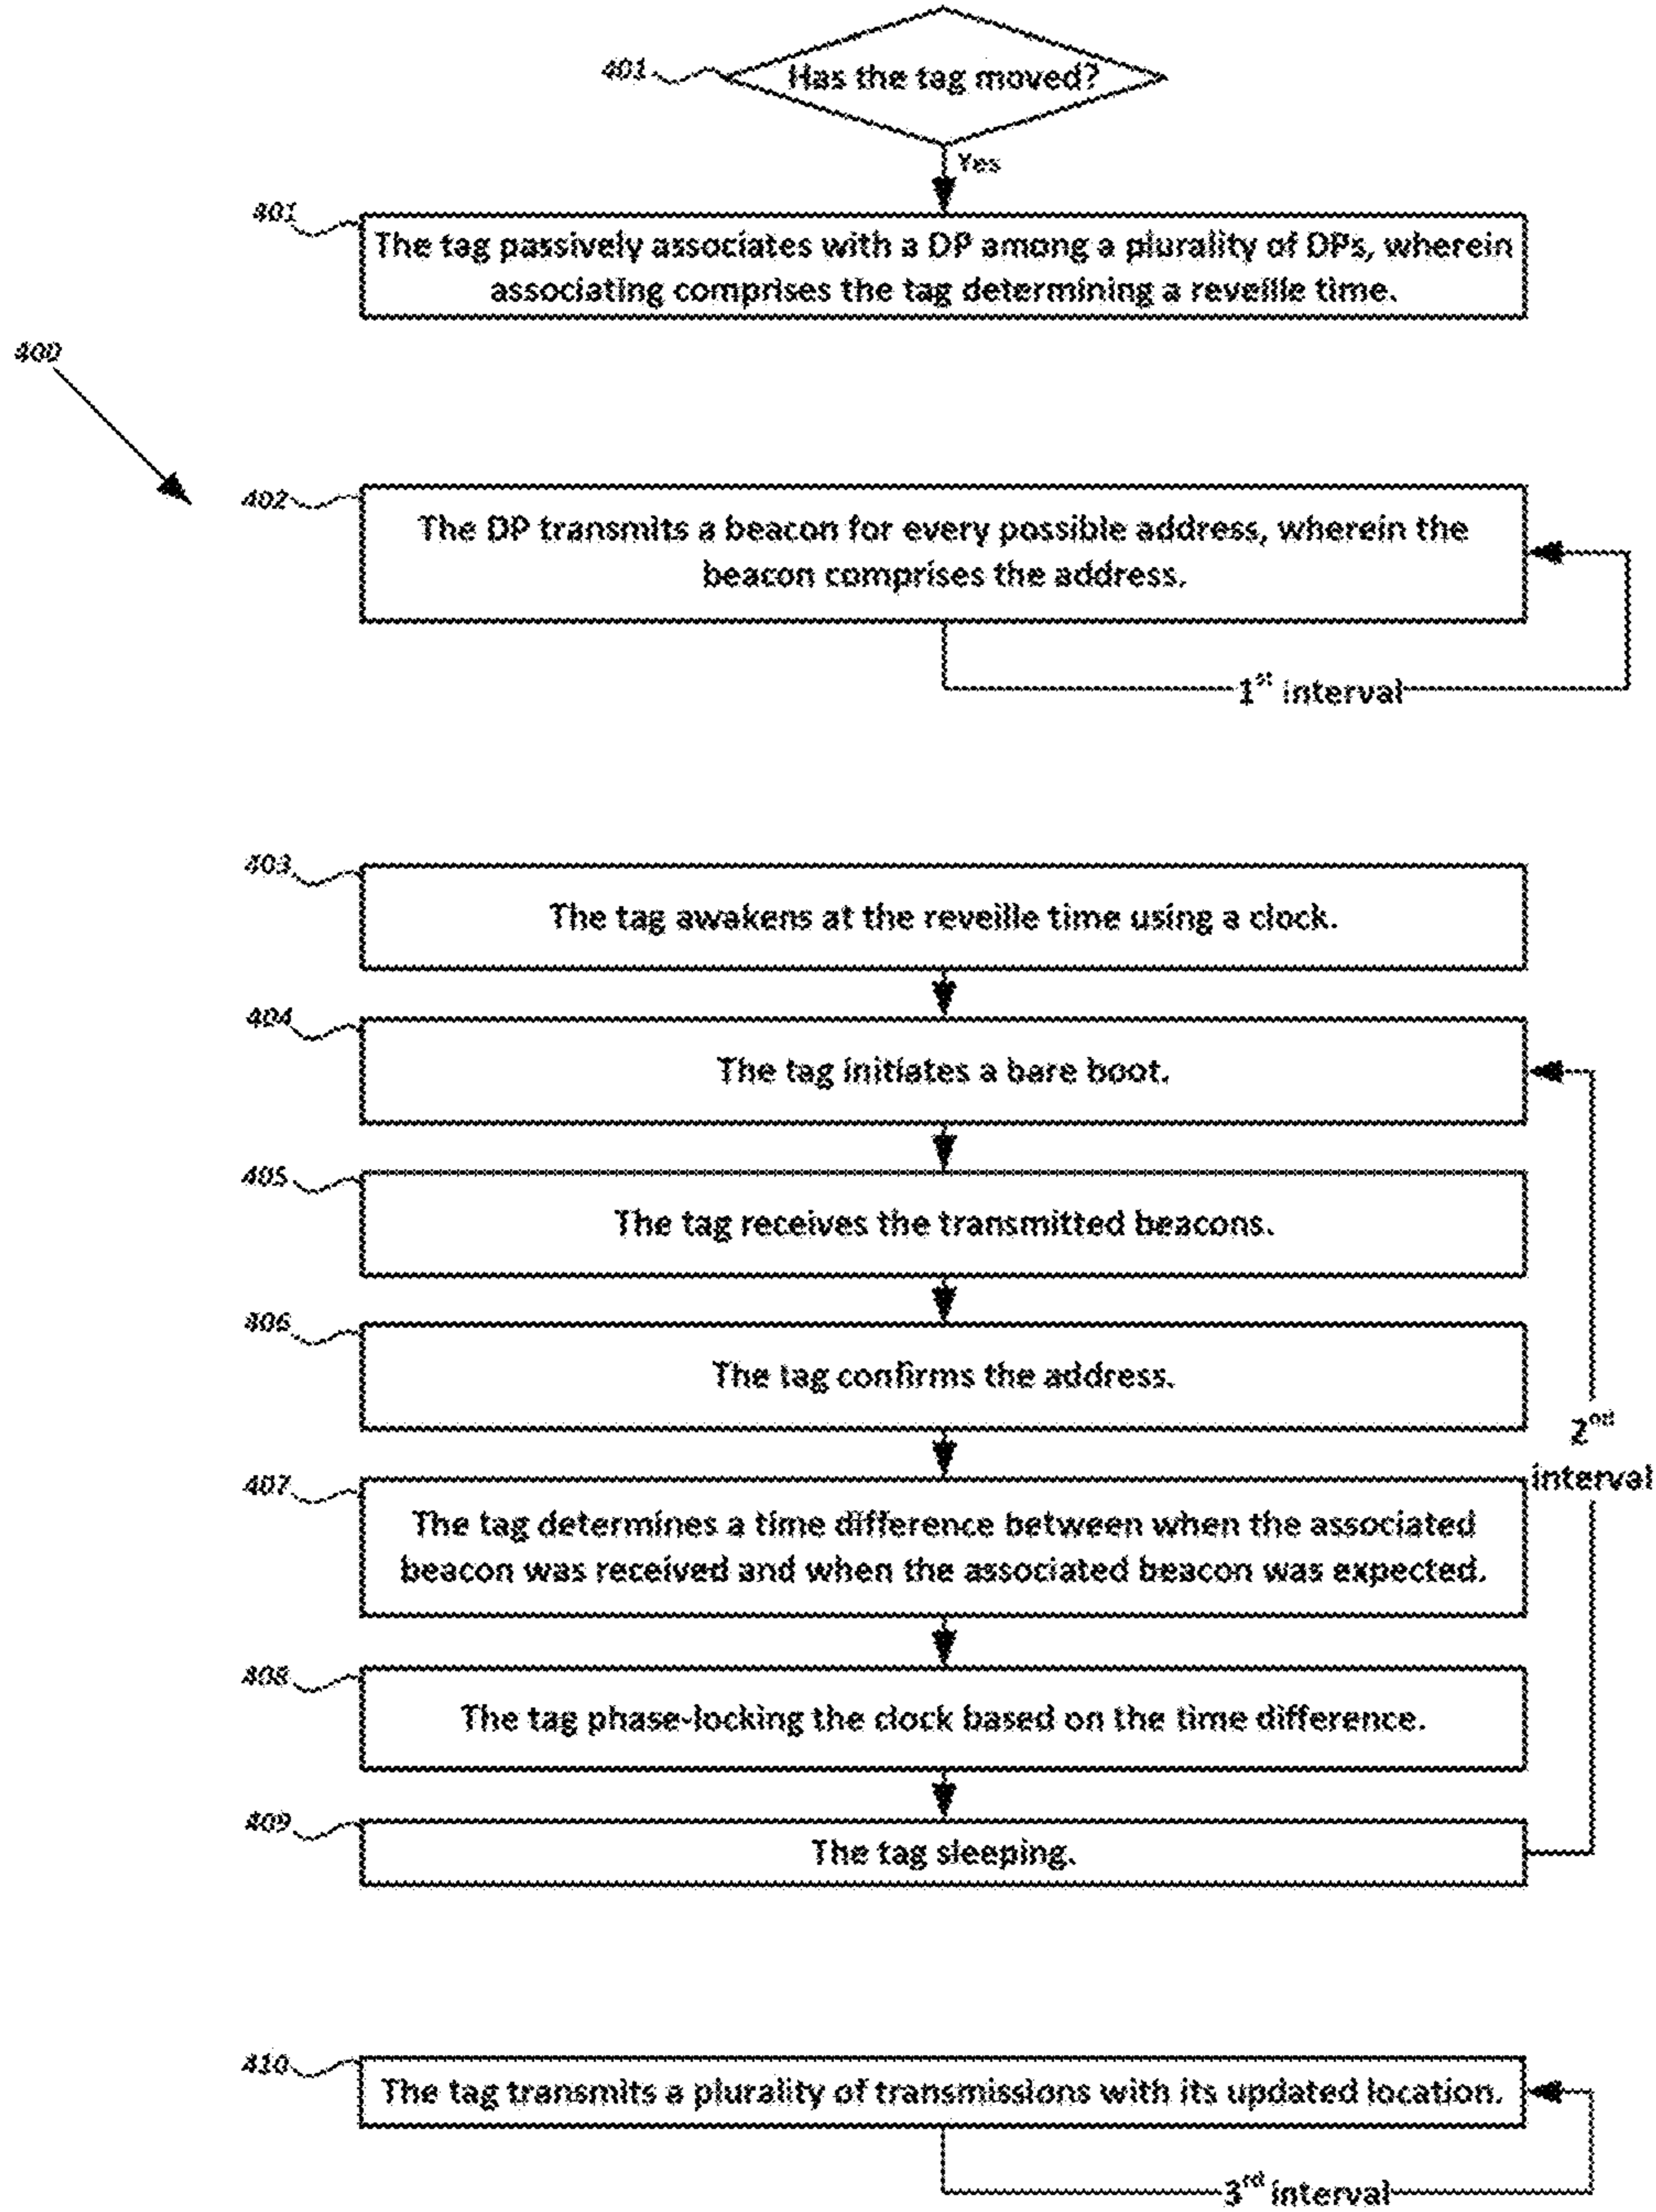 401
Has the tag moved?
Yes
401
The tag passively associates with a DP among a plurality of DPs, wherein
associating comprises the tag determining a reveille time.
400
402
The DP transmits a beacon for every possible address, wherein the
beacon comprises the address.
1st interval
403
The tag awakens at the reveille time using a clock.
404
The tag initiates a bare boot.
405
The tag receives the transmitted beacons.
406
The tag confirms the address.
2nd
interval
407
The tag determines a time difference between when the associated
beacon was received and when the associated beacon was expected.
408
The tag phase-locking the clock based on the time difference.
409
The tag sleeping.
410
The tag transmits a plurality of transmissions with its updated location.
3rd interval